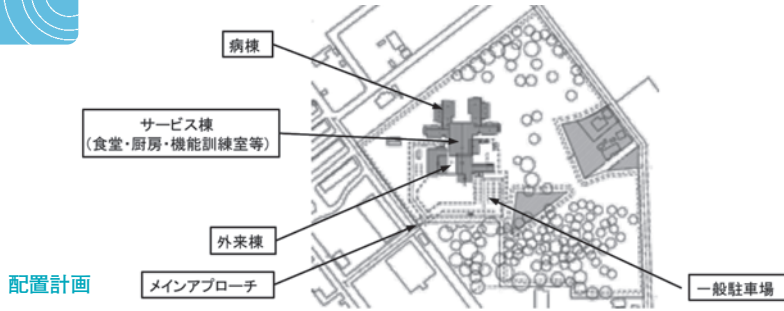 病棟
サービス棟
(食堂・厨房・機能訓練室等)
外来棟
メインアプローチ
配置計画
一般駐車場